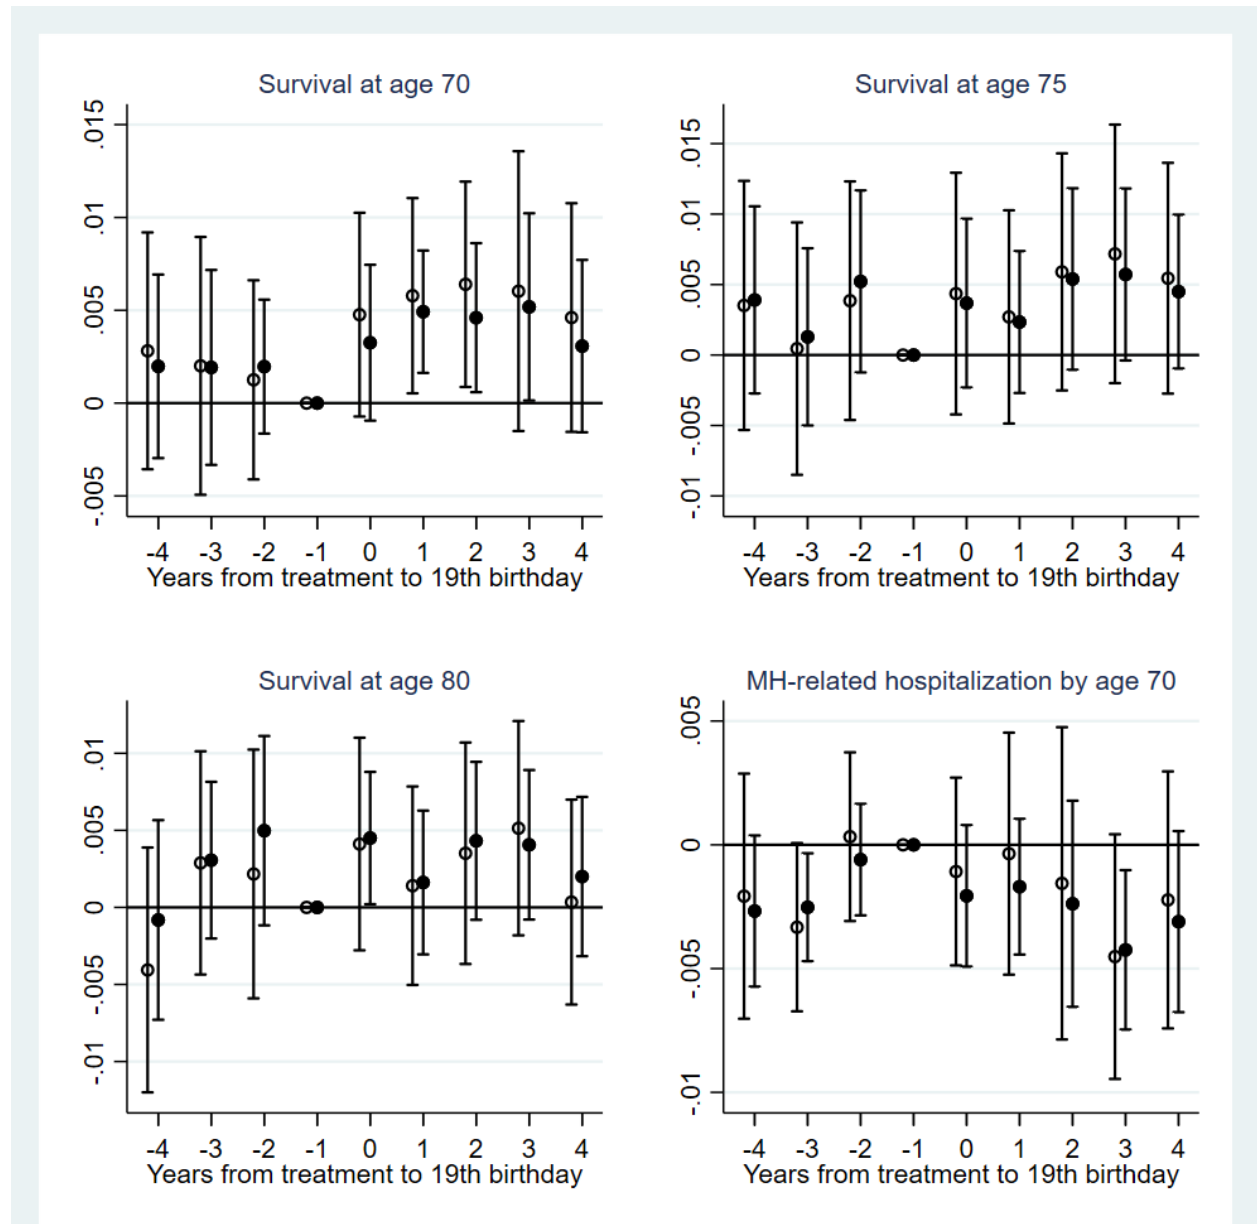 Survival at age 70
.015
.01
.005
0
-.005
-4 -3 -2 -1 0 1 2 3 4
Years from treatment to 19th birthday
Survival at age 75
.015
.01
.005
0
-.005
-.01
-4 -3 -2 -1 0 1 2 3 4
Years from treatment to 19th birthday
Survival at age 80
.01
.005
0
-.005
-.01
-4 -3 -2 -1 0 1 2 3 4
Years from treatment to 19th birthday
MH-related hospitalization by age 70
.005
0
-.005
-.01
-4 -3 -2 -1 0 1 2 3 4
Years from treatment to 19th birthday